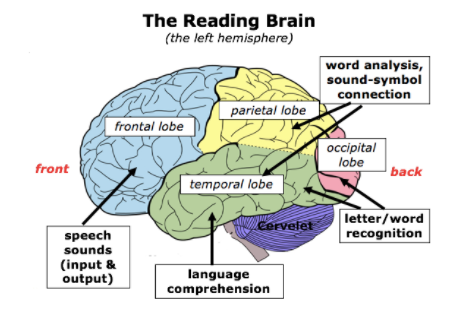 The Reading Brain
(the left hemisphere)
word analysis,
sound-symbol
connection
parietal lobe
frontal lobe
occipital
lobe
front
back
temporal lobe
Cervelet
letter/word
recognition
speech
sounds
(input &
output)
language
comprehension